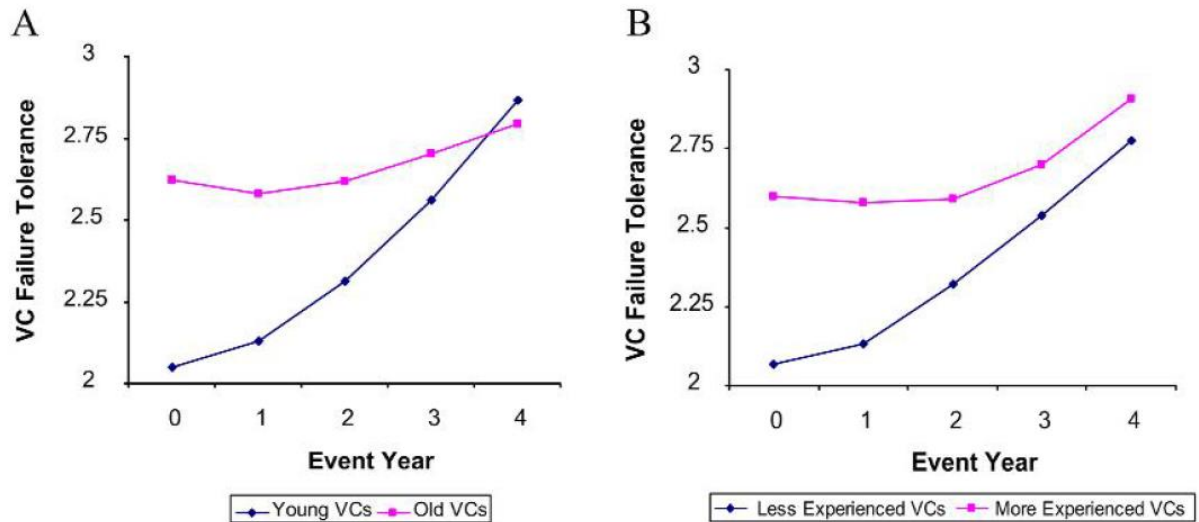 A
VC Failure Tolerance
3
2.75
2.5
2.25
2
0 1 2 3 4
Event Year
Young VCs Old VCs
B
VC Failure Tolerance
3
2.75
2.5
2.25
2
0 1 2 3 4
Event Year
Less Experienced VCs More Experienced VCs